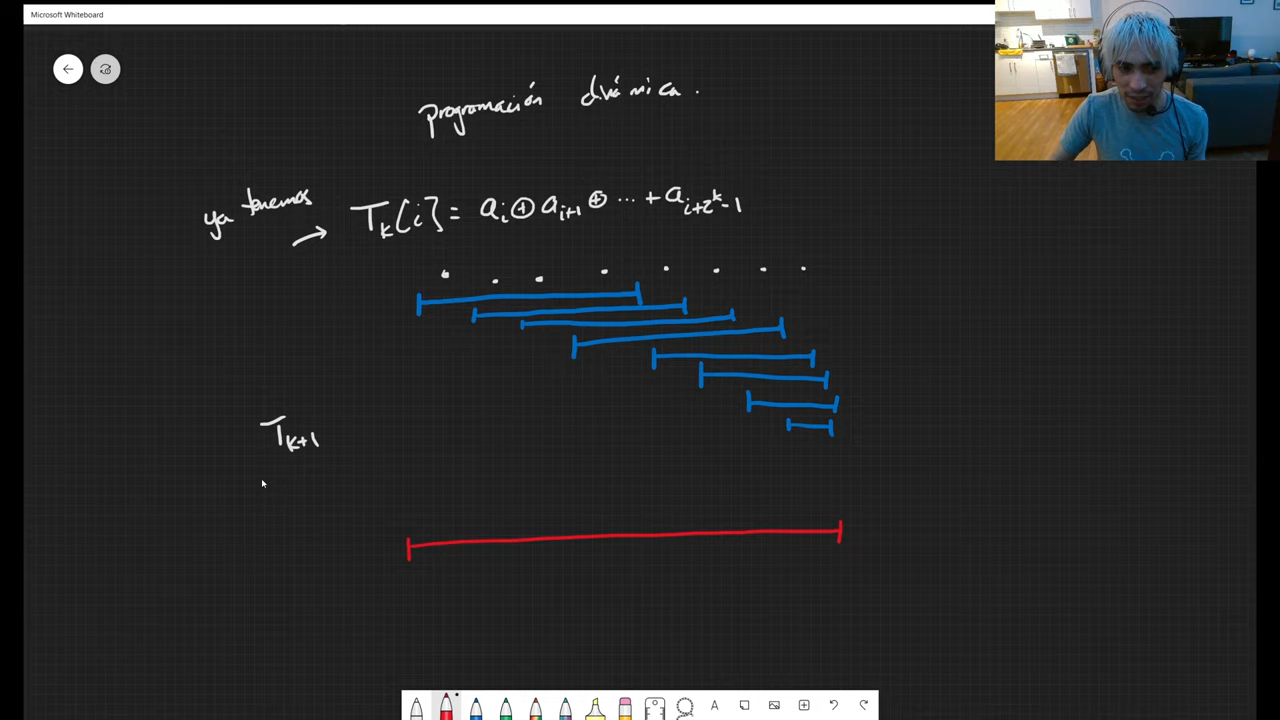 Microsoft Whiteboard
programación dinámica.
ya tenemos → T_k[i] = a_i ⊕ a_{i+1} ⊕ ... + a_{i+2^k-1}
T_{k+1}
A